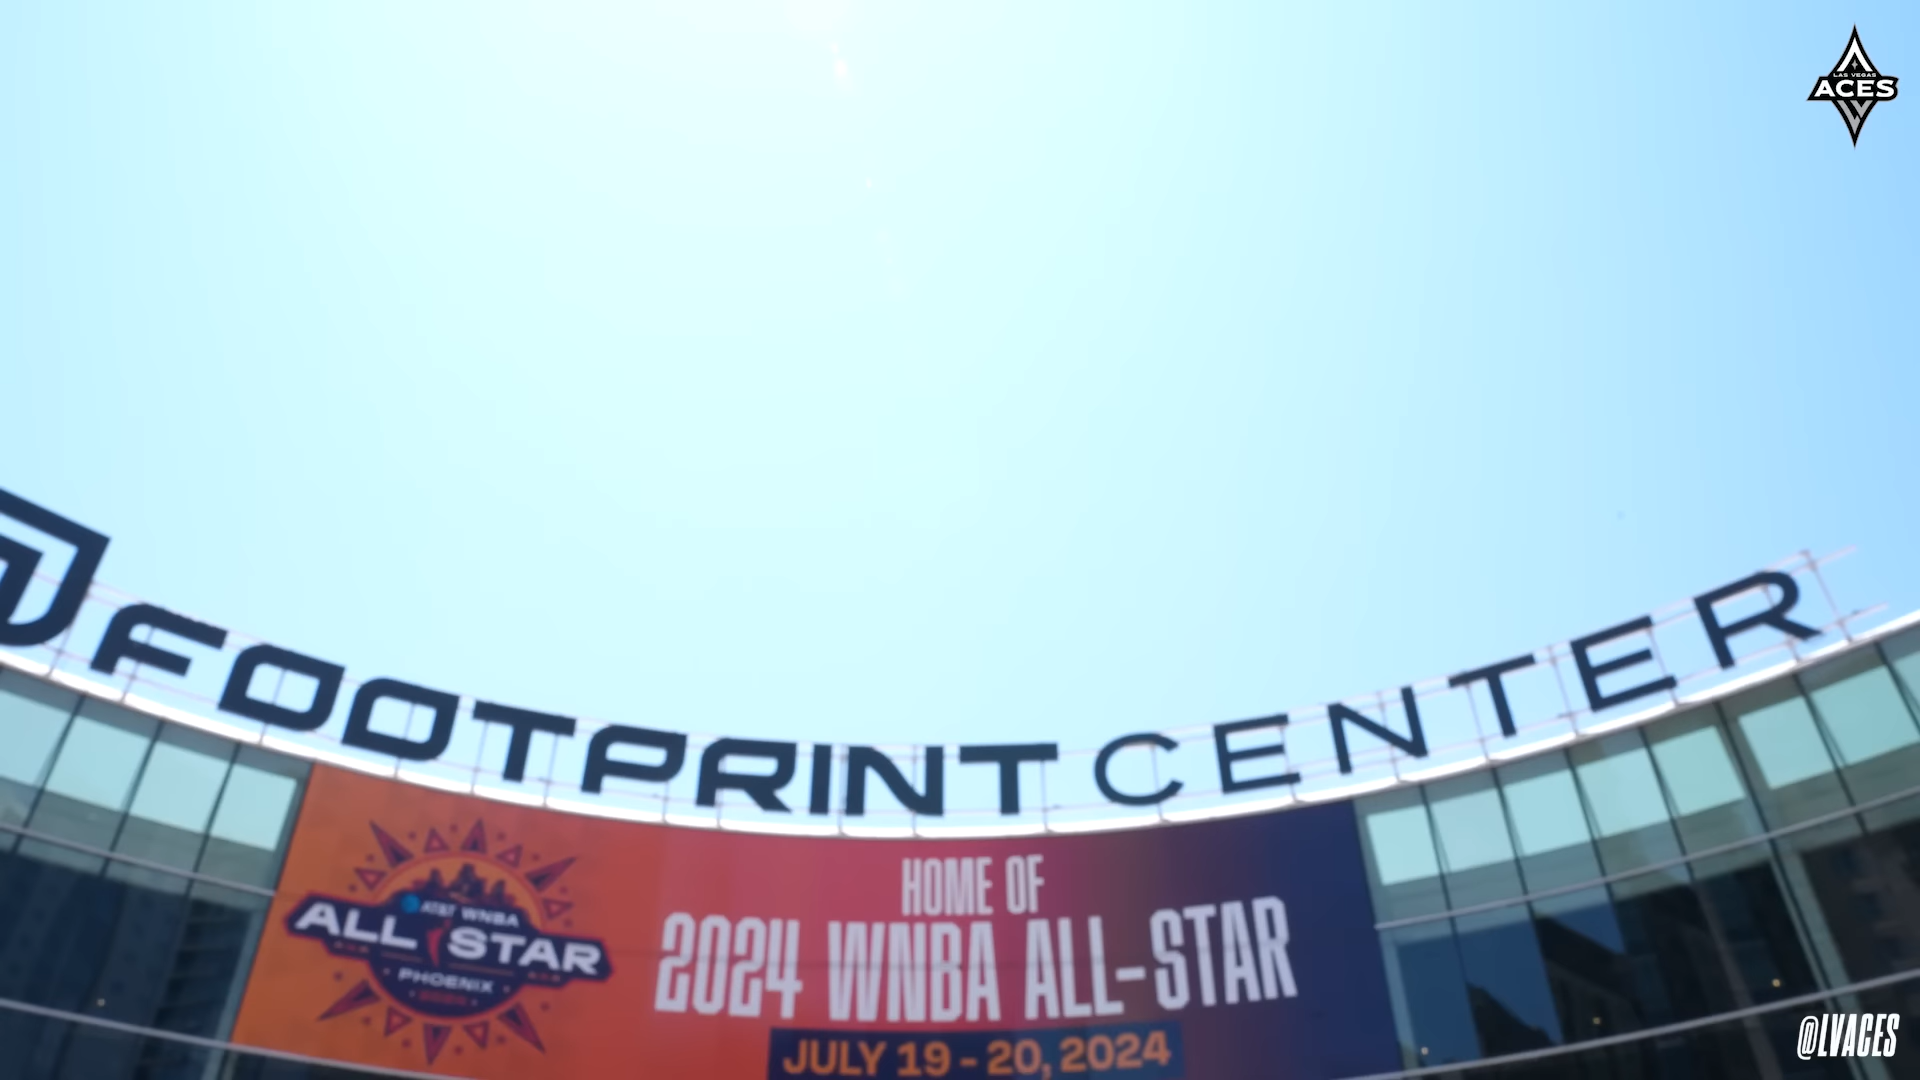 LAS VEGAS
ACES
FOOTPRINT CENTER
HOME OF
2024 WNBA ALL-STAR
JULY 19 - 20, 2024
AT&T WNBA
ALL STAR
PHOENIX
2024
@LVACES